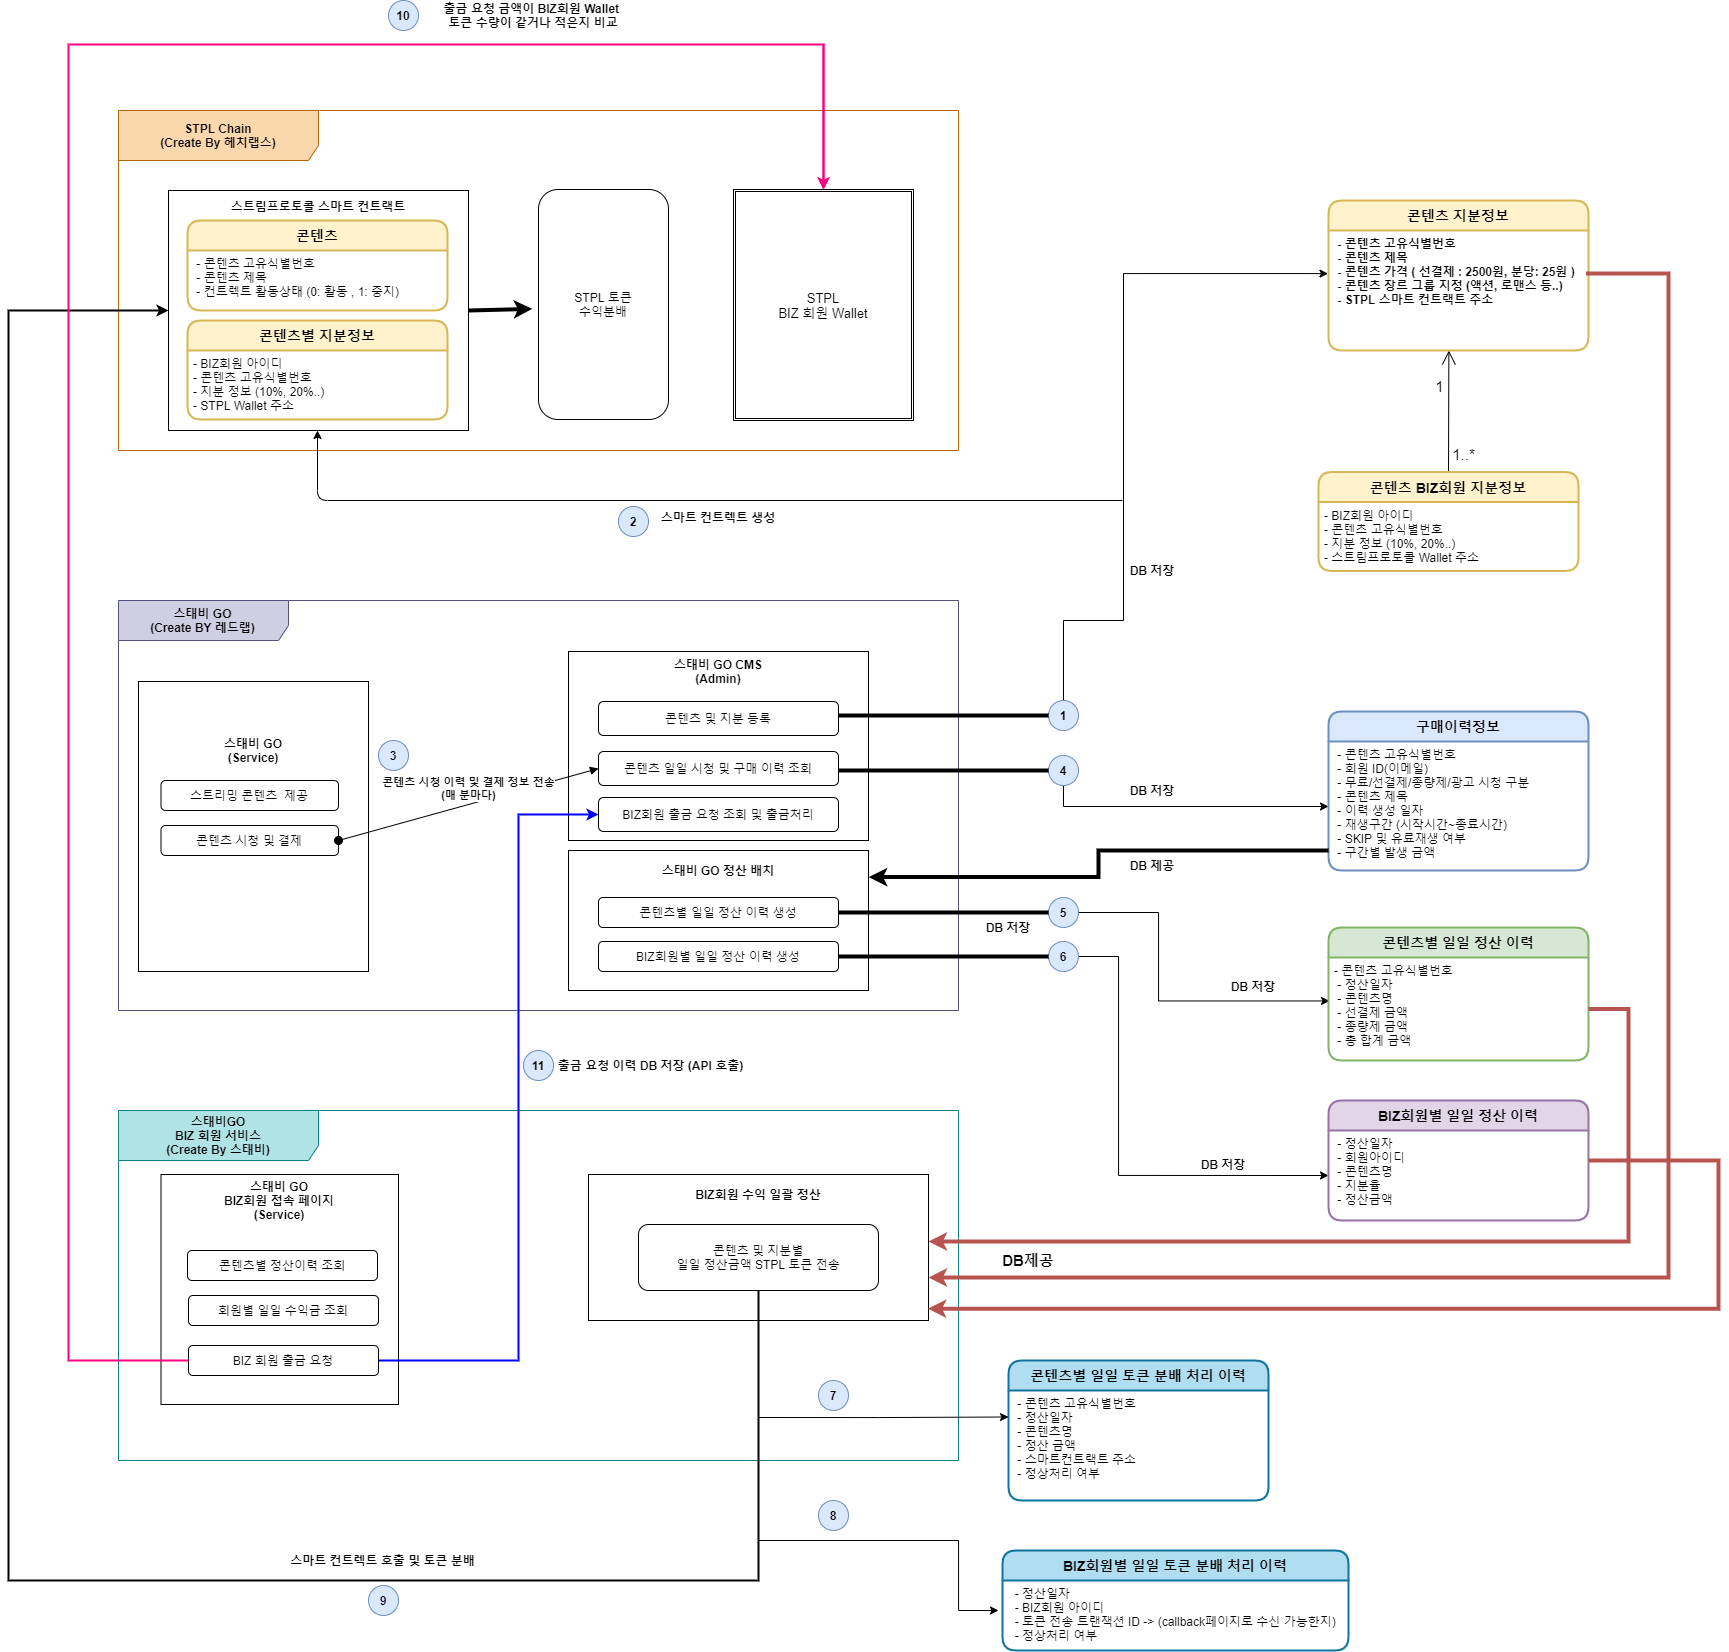 10
출금 요청 금액이 BIZ회원 Wallet
토큰 수량이 같거나 적은지 비교
STPL Chain
(Create By 헤치랩스)
스트림프로토콜 스마트 컨트랙트
콘텐츠
- 콘텐츠 고유식별번호
- 콘텐츠 제목
- 컨트렉트 활동상태 (0: 활동 , 1: 중지)
콘텐츠별 지분정보
- BIZ회원 아이디
- 콘텐츠 고유식별번호
- 지분 정보 (10%, 20%..)
- STPL Wallet 주소
STPL 토큰
수익분배
STPL
BIZ 회원 Wallet
콘텐츠 지분정보
- 콘텐츠 고유식별번호
- 콘텐츠 제목
- 콘텐츠 가격 ( 선결제 : 2500원, 분당: 25원 )
- 콘텐츠 장르 그룹 지정 (액션, 로맨스 등..)
- STPL 스마트 컨트랙트 주소
1
1..*
콘텐츠 BIZ회원 지분정보
- BIZ회원 아이디
- 콘텐츠 고유식별번호
- 지분 정보 (10%, 20%..)
- 스트림프로토콜 Wallet 주소
2
스마트 컨트렉트 생성
DB 저장
스태비 GO
(Create BY 레드랩)
스태비 GO
(Service)
스트리밍 콘텐츠  제공
콘텐츠 시청 및 결제
3
콘텐츠 시청 이력 및 결제 정보 전송
(매 분마다)
스태비 GO CMS
(Admin)
콘텐츠 및 지분 등록
콘텐츠 일일 시청 및 구매 이력 조회
BIZ회원 출금 요청 조회 및 출금처리
1
4
DB 저장
구매이력정보
- 콘텐츠 고유식별번호
- 회원 ID(이메일)
- 무료/선결제/종량제/광고 시청 구분
- 콘텐츠 제목
- 이력 생성 일자
- 재생구간 (시작시간~종료시간)
- SKIP 및 유료재생 여부
- 구간별 발생 금액
DB 제공
스태비 GO 정산 배치
콘텐츠별 일일 정산 이력 생성
BIZ회원별 일일 정산 이력 생성
5
DB 저장
6
DB 저장
콘텐츠별 일일 정산 이력
- 콘텐츠 고유식별번호
- 정산일자
- 콘텐츠명
- 선결제 금액
- 종량제 금액
- 총 합계 금액
11
출금 요청 이력 DB 저장 (API 호출)
스태비GO
BIZ 회원 서비스
(Create By 스태비)
스태비 GO
BIZ회원 접속 페이지
(Service)
콘텐츠별 정산이력 조회
회원별 일일 수익금 조회
BIZ 회원 출금 요청
BIZ회원 수익 일괄 정산
콘텐츠 및 지분별
일일 정산금액 STPL 토큰 전송
DB 저장
BIZ회원별 일일 정산 이력
- 정산일자
- 회원아이디
- 콘텐츠명
- 지분율
- 정산금액
DB제공
7
콘텐츠별 일일 토큰 분배 처리 이력
- 콘텐츠 고유식별번호
- 정산일자
- 콘텐츠명
- 정산 금액
- 스마트컨트랙트 주소
- 정상처리 여부
8
BIZ회원별 일일 토큰 분배 처리 이력
- 정산일자
- BIZ회원 아이디
- 토큰 전송 트랜잭션 ID -> (callback페이지로 수신 가능한지)
- 정상처리 여부
스마트 컨트렉트 호출 및 토큰 분배
9